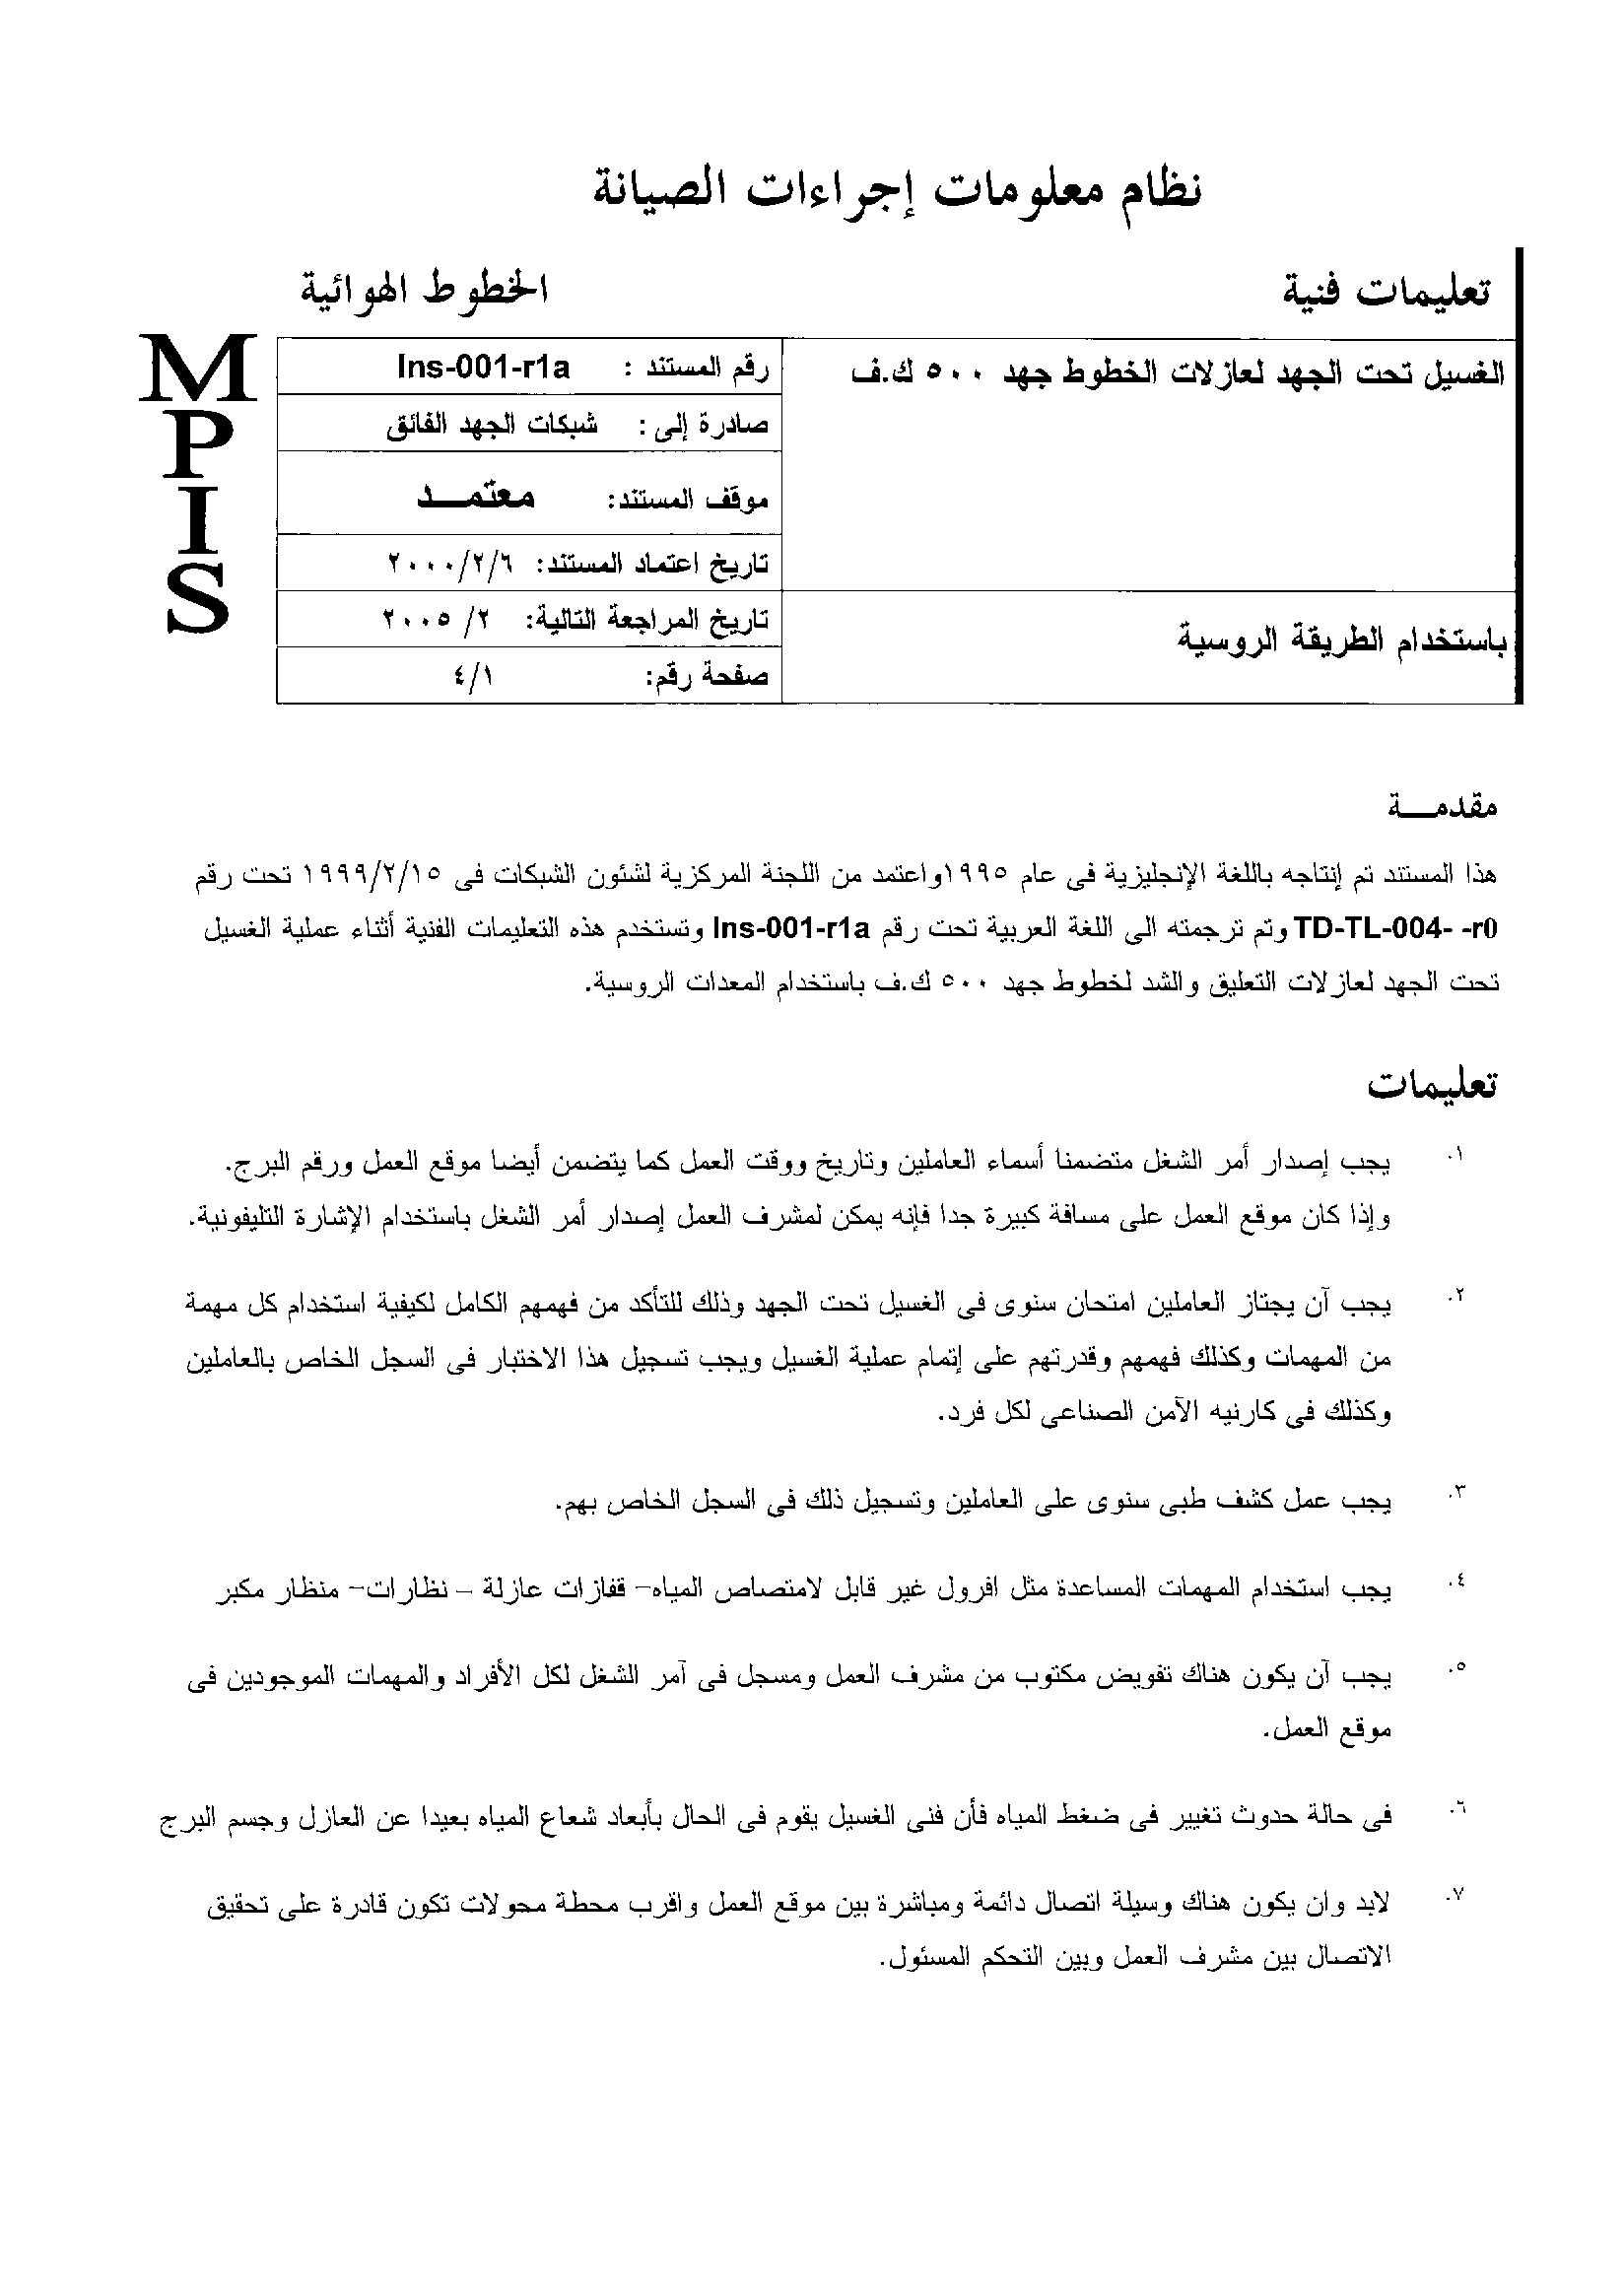 نظام معلومات إجراءات الصيانة
تعليمات فنية
الخطوط الهوائية
M
P
I
S
الغسيل تحت الجهد لعازلات الخطوط جهد ٥٠٠ ك.ف
باستخدام الطريقة الروسية
رقم المستند : Ins-001-r1a
صادرة إلى : شبكات الجهد الفائق
موقف المستند: معتمـــد
تاريخ اعتماد المستند: ٢٠٠٠/٢/٦
تاريخ المراجعة التالية: ٢/ ٢٠٠٥
صفحة رقم: ٤/١
مقدمـــة
هذا المستند تم إنتاجه باللغة الإنجليزية فى عام ١٩٩٥واعتمد من اللجنة المركزية لشئون الشبكات فى ١٩٩٩/٢/١٥ تحت رقم
TD-TL-004- -r0 وتم ترجمته الى اللغة العربية تحت رقم Ins-001-r1a وتستخدم هذه التعليمات الفنية أثناء عملية الغسيل
تحت الجهد لعازلات التعليق والشد لخطوط جهد ٥٠٠ ك.ف باستخدام المعدات الروسية.
تعليمات
١. يجب إصدار أمر الشغل متضمنا أسماء العاملين وتاريخ ووقت العمل كما يتضمن أيضا موقع العمل ورقم البرج.
وإذا كان موقع العمل على مسافة كبيرة جدا فإنه يمكن لمشرف العمل إصدار أمر الشغل باستخدام الإشارة التليفونية.
٢. يجب آن يجتاز العاملين امتحان سنوى فى الغسيل تحت الجهد وذلك للتأكد من فهمهم الكامل لكيفية استخدام كل مهمة
من المهمات وكذلك فهمهم وقدرتهم على إتمام عملية الغسيل ويجب تسجيل هذا الاختبار فى السجل الخاص بالعاملين
وكذلك فى كارنيه الآمن الصناعى لكل فرد.
٣. يجب عمل كشف طبى سنوى على العاملين وتسجيل ذلك فى السجل الخاص بهم.
٤. يجب استخدام المهمات المساعدة مثل افرول غير قابل لامتصاص المياه– قفازات عازلة – نظارات– منظار مكبر
٥. يجب آن يكون هناك تفويض مكتوب من مشرف العمل ومسجل فى آمر الشغل لكل الأفراد والمهمات الموجودين فى
موقع العمل.
٦. فى حالة حدوث تغيير فى ضغط المياه فأن فنى الغسيل يقوم فى الحال بأبعاد شعاع المياه بعيدا عن العازل وجسم البرج
٧. لابد وان يكون هناك وسيلة اتصال دائمة ومباشرة بين موقع العمل واقرب محطة محولات تكون قادرة على تحقيق
الاتصال بين مشرف العمل وبين التحكم المسئول.